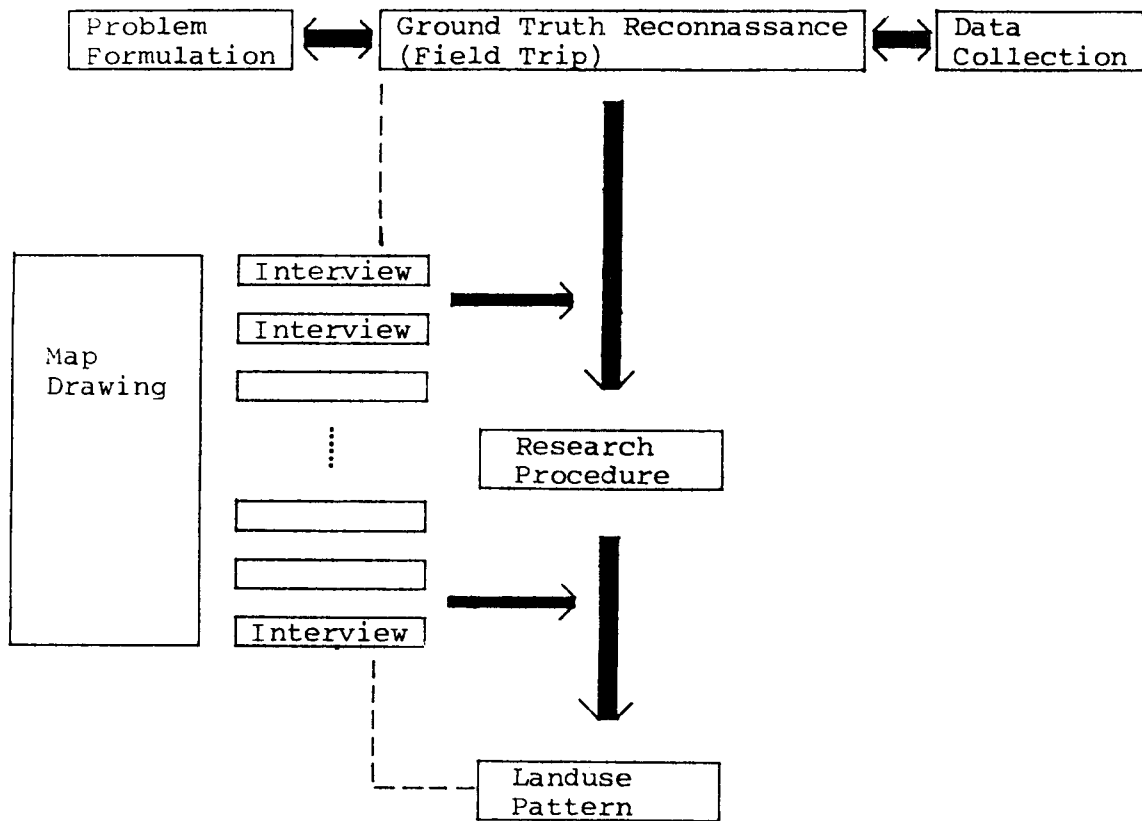 Problem
Formulation
Ground Truth Reconnassance
(Field Trip)
Data
Collection
Interview
Interview
Map
Drawing
Research
Procedure
Interview
Landuse
Pattern